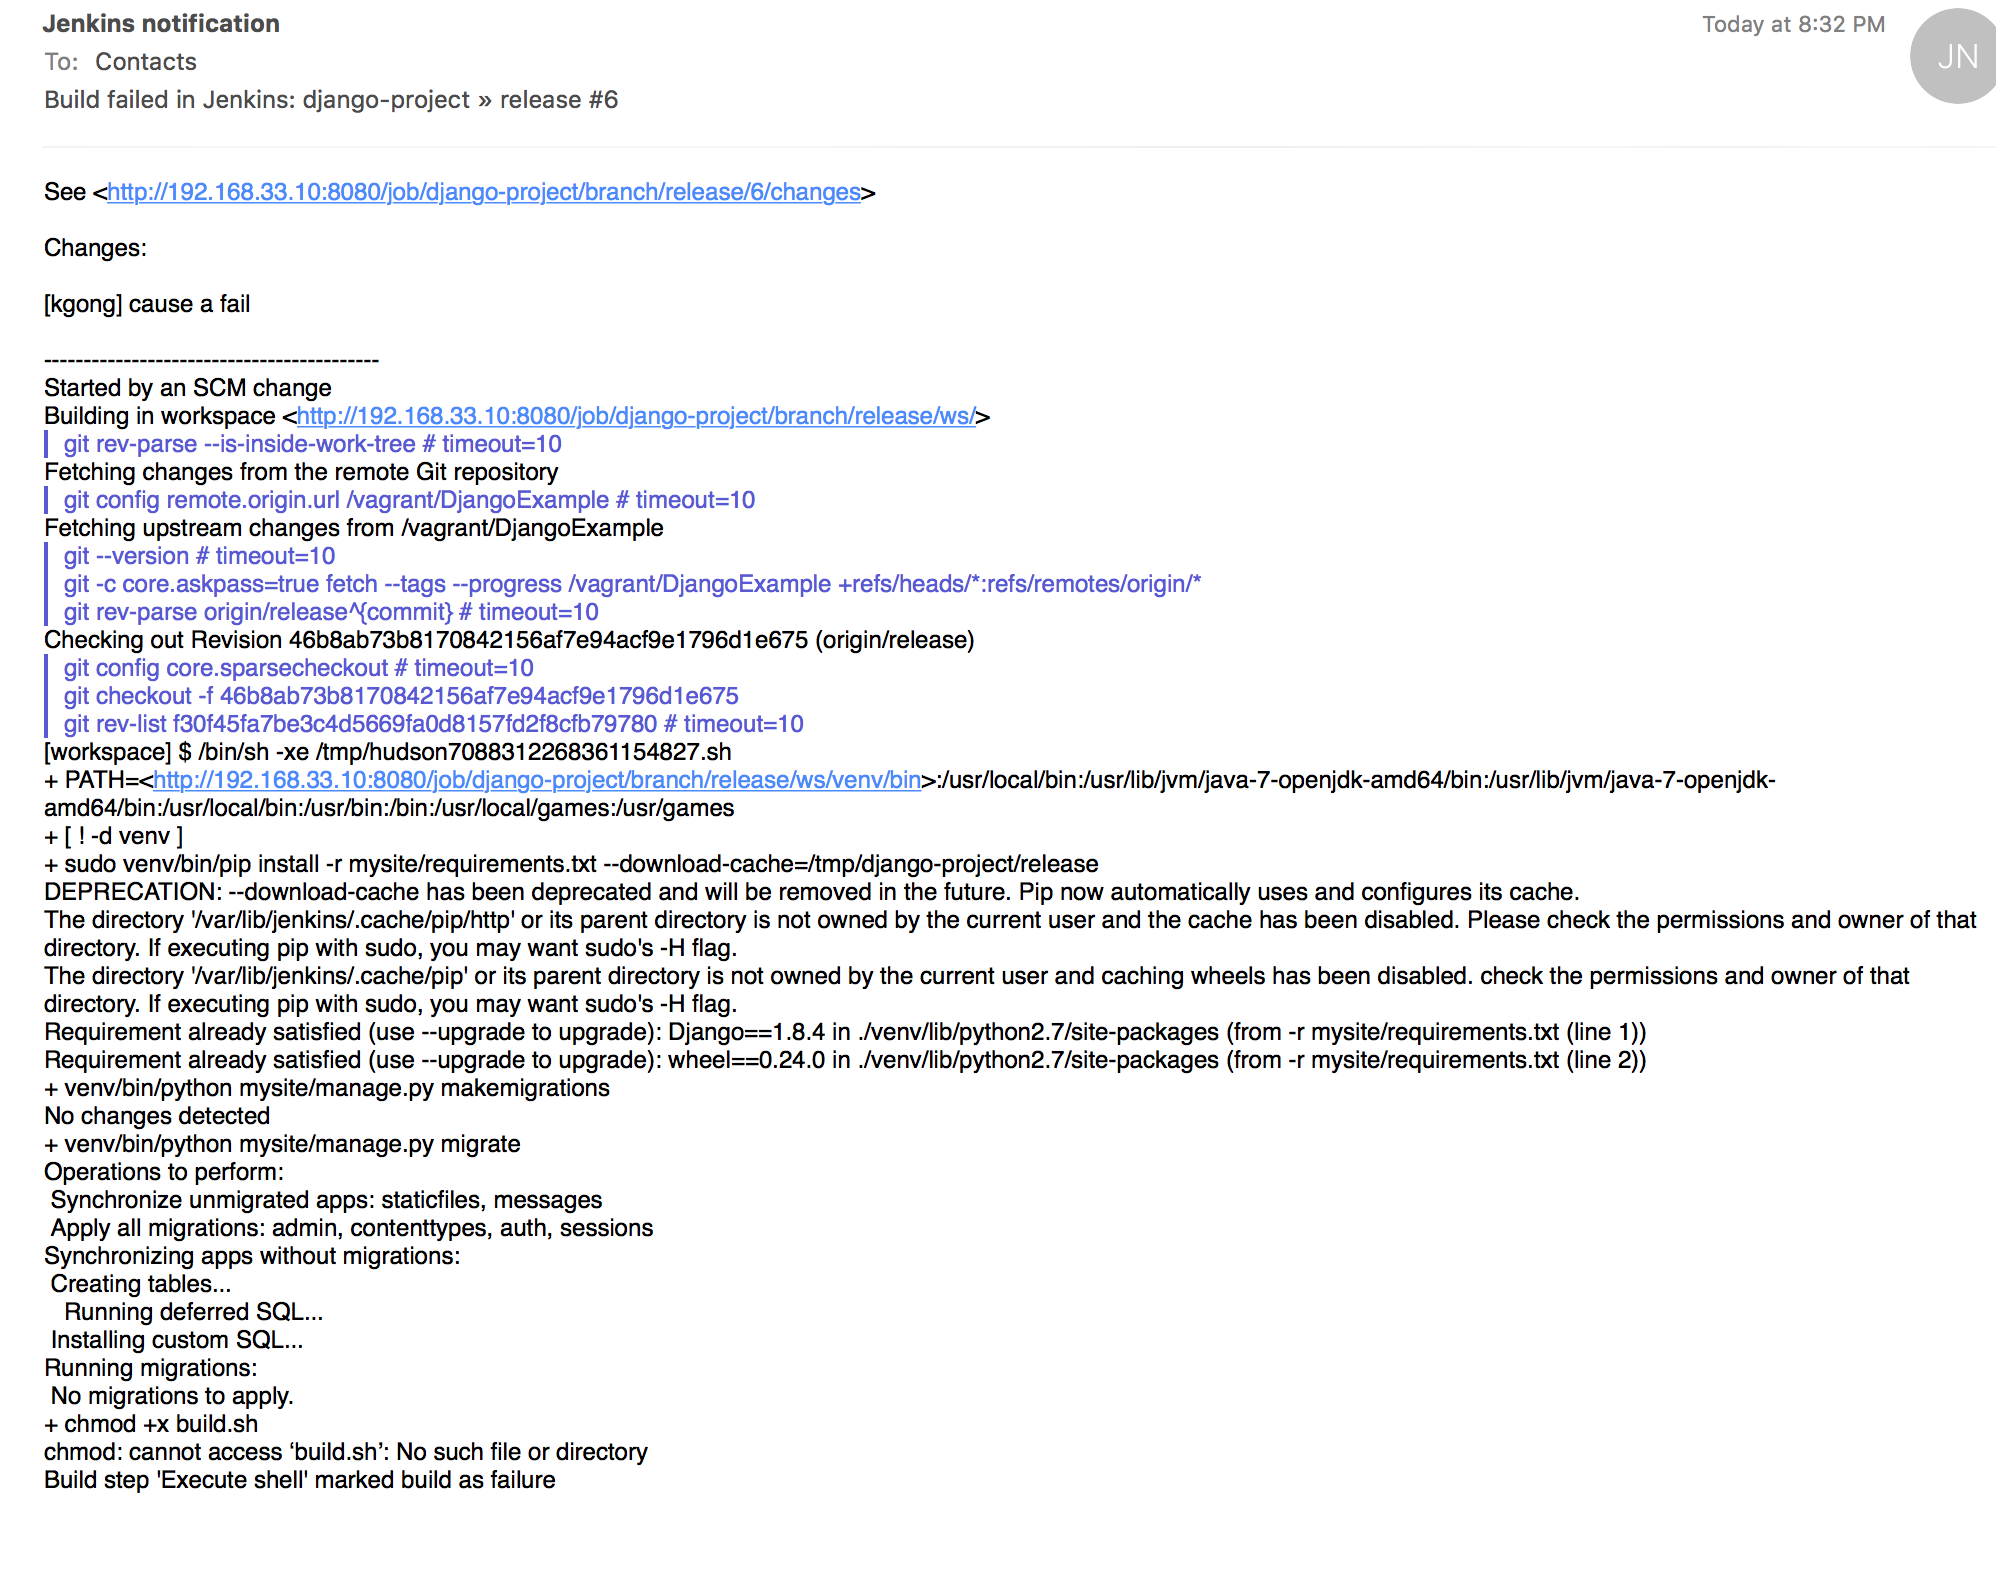 Jenkins notification
Today at 8:32 PM
JN
To: Contacts
Build failed in Jenkins: django-project » release #6
See <http://192.168.33.10:8080/job/django-project/branch/release/6/changes>
Changes:
[kgong] cause a fail
------------------------------------------
Started by an SCM change
Building in workspace <http://192.168.33.10:8080/job/django-project/branch/release/ws/>
git rev-parse --is-inside-work-tree # timeout=10
Fetching changes from the remote Git repository
git config remote.origin.url /vagrant/DjangoExample # timeout=10
Fetching upstream changes from /vagrant/DjangoExample
git --version # timeout=10
git -c core.askpass=true fetch --tags --progress /vagrant/DjangoExample +refs/heads/*:refs/remotes/origin/*
git rev-parse origin/release^{commit} # timeout=10
Checking out Revision 46b8ab73b8170842156af7e94acf9e1796d1e675 (origin/release)
git config core.sparsecheckout # timeout=10
git checkout -f 46b8ab73b8170842156af7e94acf9e1796d1e675
git rev-list f30f45fa7be3c4d5669fa0d8157fd2f8cfb79780 # timeout=10
[workspace] $ /bin/sh -xe /tmp/hudson7088312268361154827.sh
+ PATH=<http://192.168.33.10:8080/job/django-project/branch/release/ws/venv/bin>:/usr/local/bin:/usr/lib/jvm/java-7-openjdk-amd64/bin:/usr/lib/jvm/java-7-openjdk-
amd64/bin:/usr/local/bin:/usr/bin:/bin:/usr/local/games:/usr/games
+ [ ! -d venv ]
+ sudo venv/bin/pip install -r mysite/requirements.txt --download-cache=/tmp/django-project/release
DEPRECATION: --download-cache has been deprecated and will be removed in the future. Pip now automatically uses and configures its cache.
The directory '/var/lib/jenkins/.cache/pip/http' or its parent directory is not owned by the current user and the cache has been disabled. Please check the permissions and owner of that
directory. If executing pip with sudo, you may want sudo's -H flag.
The directory '/var/lib/jenkins/.cache/pip' or its parent directory is not owned by the current user and caching wheels has been disabled. check the permissions and owner of that
directory. If executing pip with sudo, you may want sudo's -H flag.
Requirement already satisfied (use --upgrade to upgrade): Django==1.8.4 in ./venv/lib/python2.7/site-packages (from -r mysite/requirements.txt (line 1))
Requirement already satisfied (use --upgrade to upgrade): wheel==0.24.0 in ./venv/lib/python2.7/site-packages (from -r mysite/requirements.txt (line 2))
+ venv/bin/python mysite/manage.py makemigrations
No changes detected
+ venv/bin/python mysite/manage.py migrate
Operations to perform:
Synchronize unmigrated apps: staticfiles, messages
Apply all migrations: admin, contenttypes, auth, sessions
Synchronizing apps without migrations:
Creating tables...
Running deferred SQL...
Installing custom SQL...
Running migrations:
No migrations to apply.
+ chmod +x build.sh
chmod: cannot access ‘build.sh’: No such file or directory
Build step 'Execute shell' marked build as failure